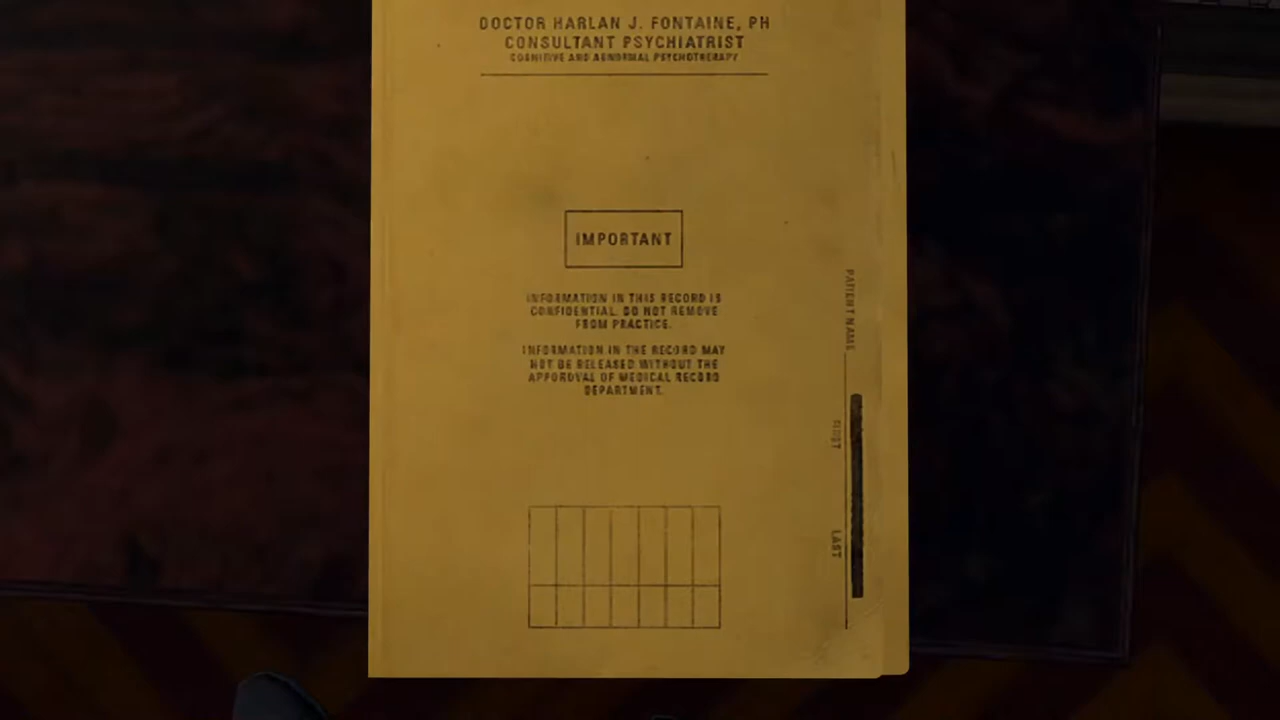 DOCTOR HARLAN J. FONTAINE, PH
CONSULTANT PSYCHIATRIST
COGNITIVE AND ABNORMAL PSYCHOTHERAPY
IMPORTANT
INFORMATION IN THIS RECORD IS
CONFIDENTIAL. DO NOT REMOVE
FROM PRACTICE.
INFORMATION IN THE RECORD MAY
NOT BE RELEASED WITHOUT THE
APPOROVAL OF MEDICAL RECORD
DEPARTMENT.
PATIENT NAME
FIRST
LAST